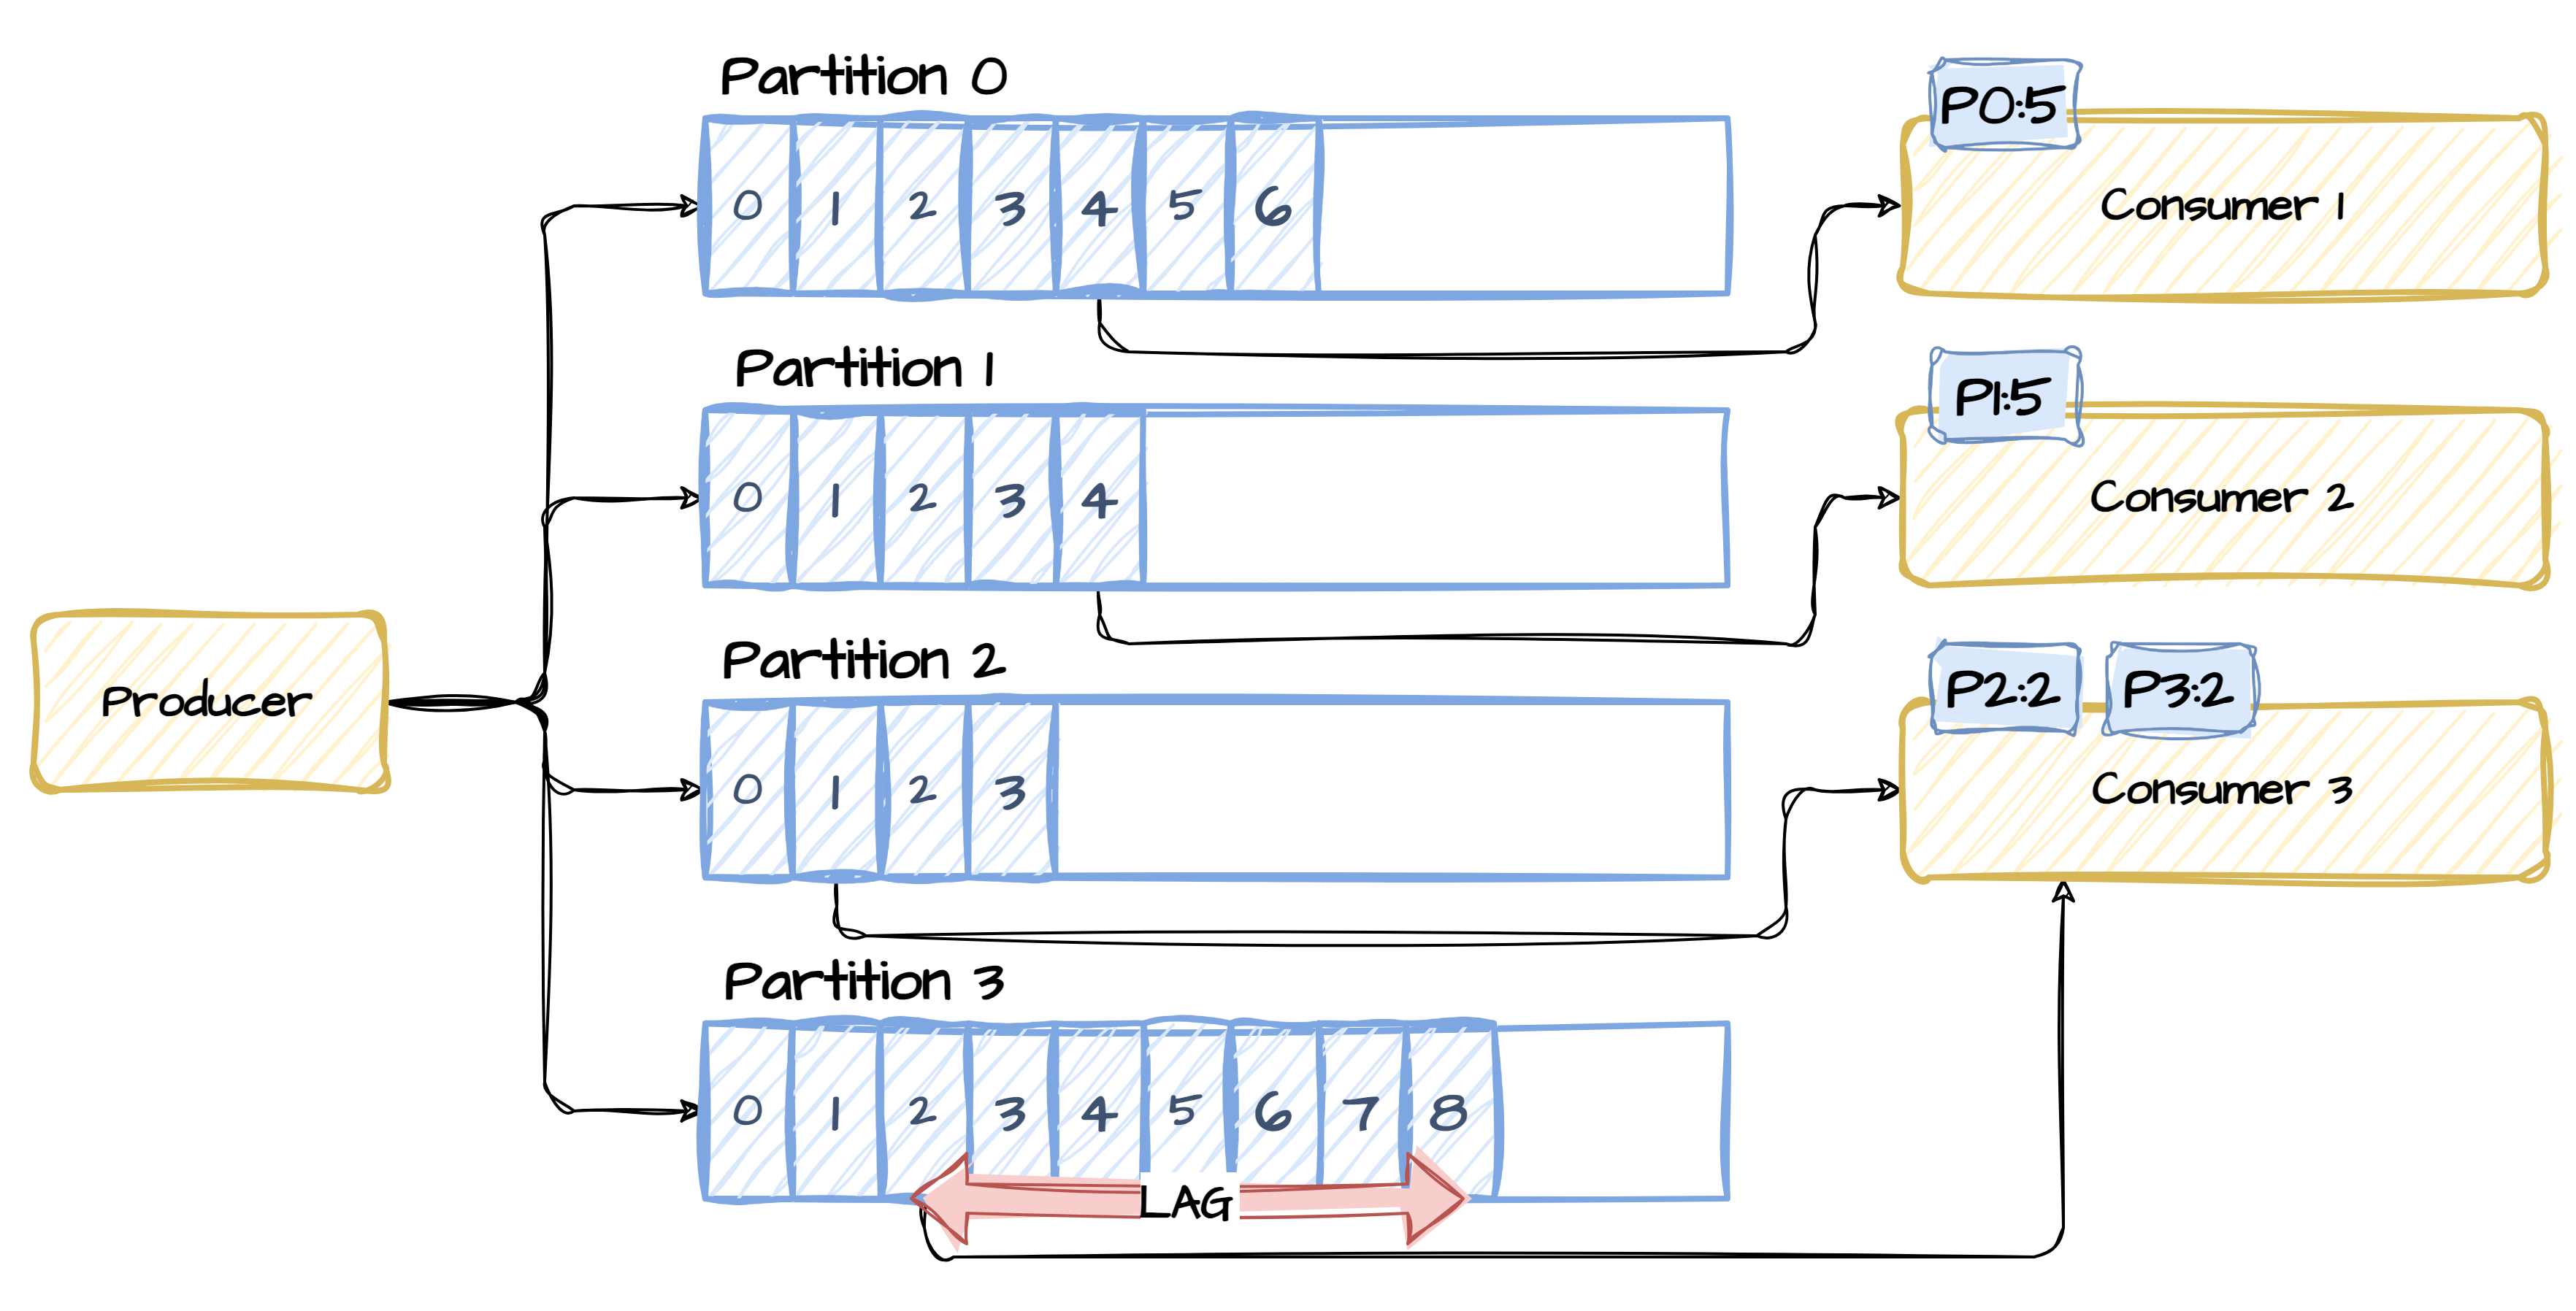 Partition 0
P0:5
0 1 2 3 4 5 6
Consumer 1
Partition 1
P1:5
0 1 2 3 4
Consumer 2
Partition 2
P2:2 P3:2
Producer
0 1 2 3
Consumer 3
Partition 3
0 1 2 3 4 5 6 7 8
LAG